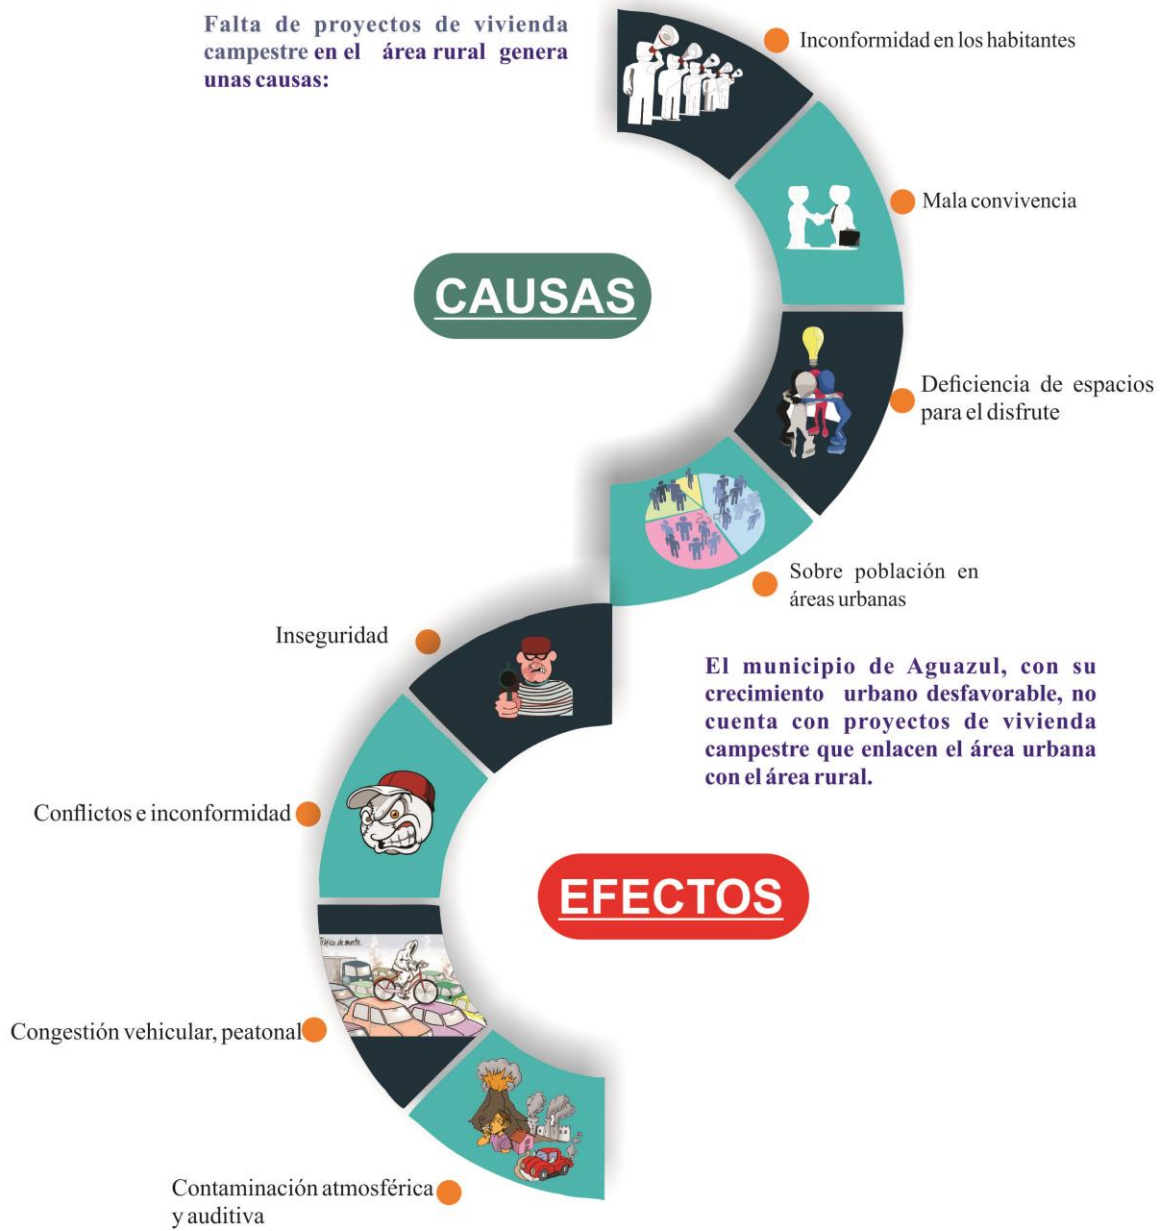 Falta de proyectos de vivienda
campestre en el área rural genera
unas causas:
Inconformidad en los habitantes
Mala convivencia
CAUSAS
Deficiencia de espacios
para el disfrute
Sobre población en
áreas urbanas
Inseguridad
El municipio de Aguazul, con su
crecimiento urbano desfavorable, no
cuenta con proyectos de vivienda
campestre que enlacen el área urbana
con el área rural.
Conflictos e inconformidad
EFECTOS
Congestión vehicular, peatonal
Contaminación atmosférica
y auditiva